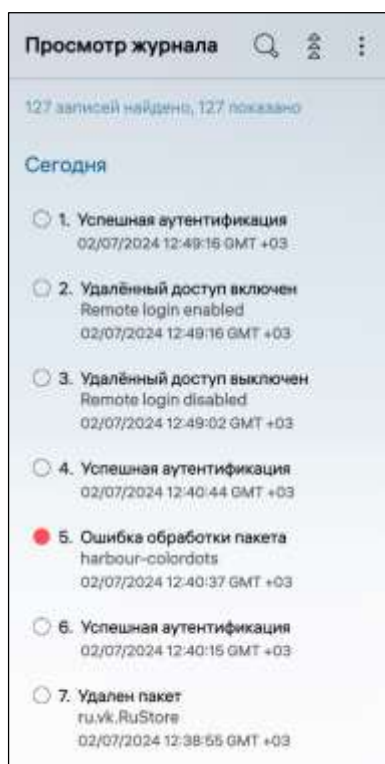 Просмотр журнала
127 записей найдено, 127 показано
Сегодня
1. Успешная аутентификация
02/07/2024 12:49:16 GMT +03
2. Удалённый доступ включен
Remote login enabled
02/07/2024 12:49:16 GMT +03
3. Удалённый доступ выключен
Remote login disabled
02/07/2024 12:49:02 GMT +03
4. Успешная аутентификация
02/07/2024 12:40:44 GMT +03
5. Ошибка обработки пакета
harbour-colordots
02/07/2024 12:40:37 GMT +03
6. Успешная аутентификация
02/07/2024 12:40:15 GMT +03
7. Удален пакет
ru.vk.RuStore
02/07/2024 12:38:55 GMT +03